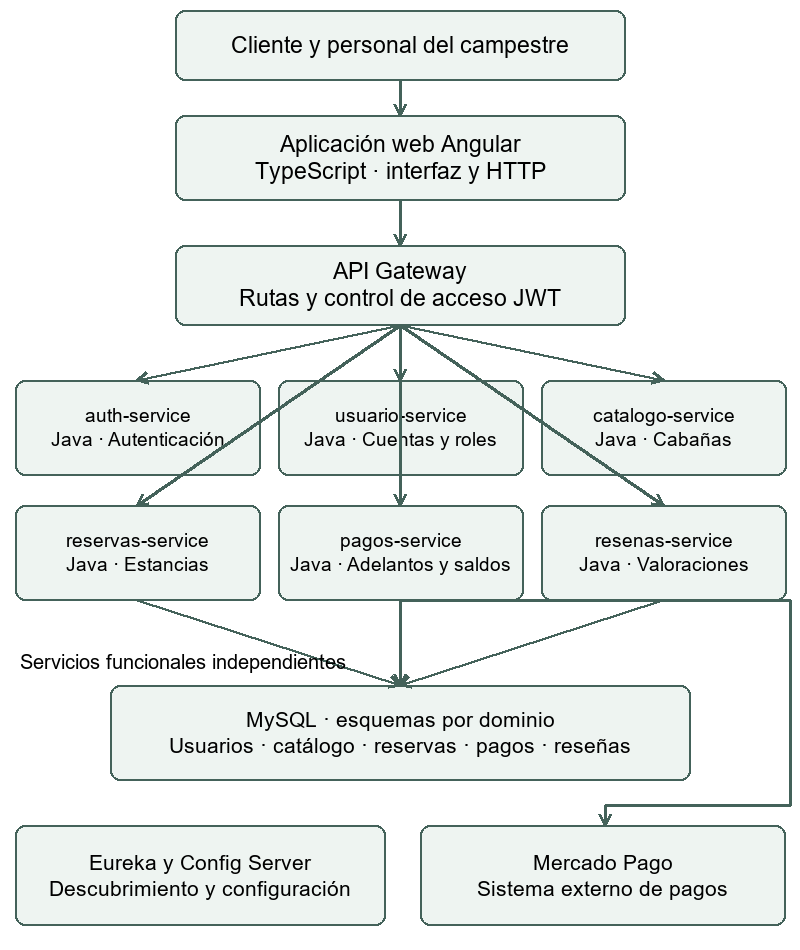 Cliente y personal del campestre
Aplicación web Angular
TypeScript · interfaz y HTTP
API Gateway
Rutas y control de acceso JWT
auth-service
Java · Autenticación
usuario-service
Java · Cuentas y roles
catalogo-service
Java · Cabañas
reservas-service
Java · Estancias
pagos-service
Java · Adelantos y saldos
resenas-service
Java · Valoraciones
Servicios funcionales independientes
MySQL · esquemas por dominio
Usuarios · catálogo · reservas · pagos · reseñas
Eureka y Config Server
Descubrimiento y configuración
Mercado Pago
Sistema externo de pagos